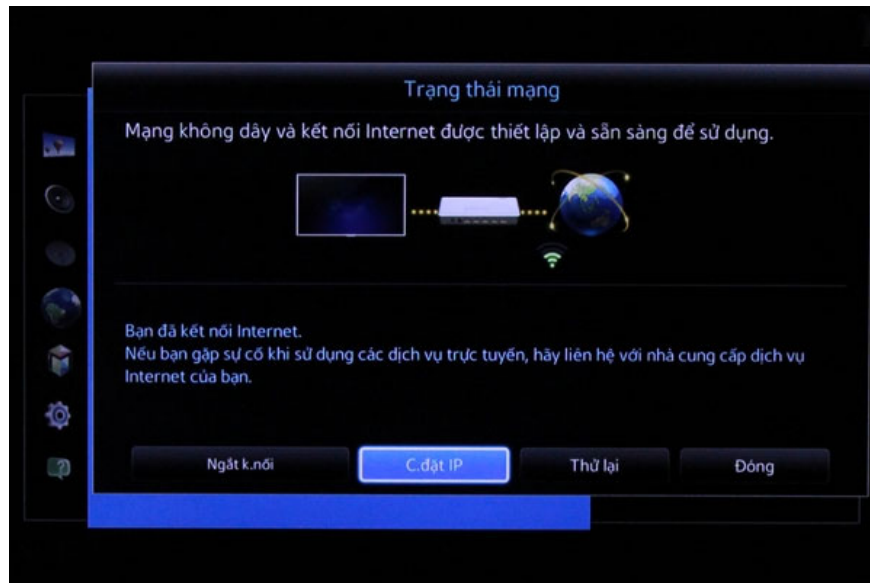 Trạng thái mạng
Mạng không dây và kết nối Internet được thiết lập và sẵn sàng để sử dụng.
Bạn đã kết nối Internet.
Nếu bạn gặp sự cố khi sử dụng các dịch vụ trực tuyến, hãy liên hệ với nhà cung cấp dịch vụ
Internet của bạn.
Ngắt k.nối
C.đặt IP
Thử lại
Đóng